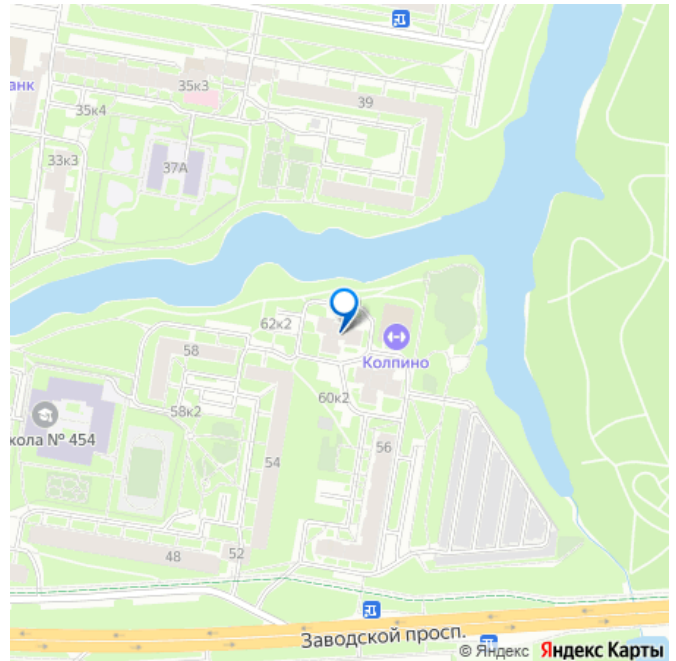 35к3
анк
39
35к4
33к3
37А
62к2
58
Колпино
60к2
58к2
кола № 454
56
54
52
48
Заводской просп.
© Яндекс Яндекс Карты